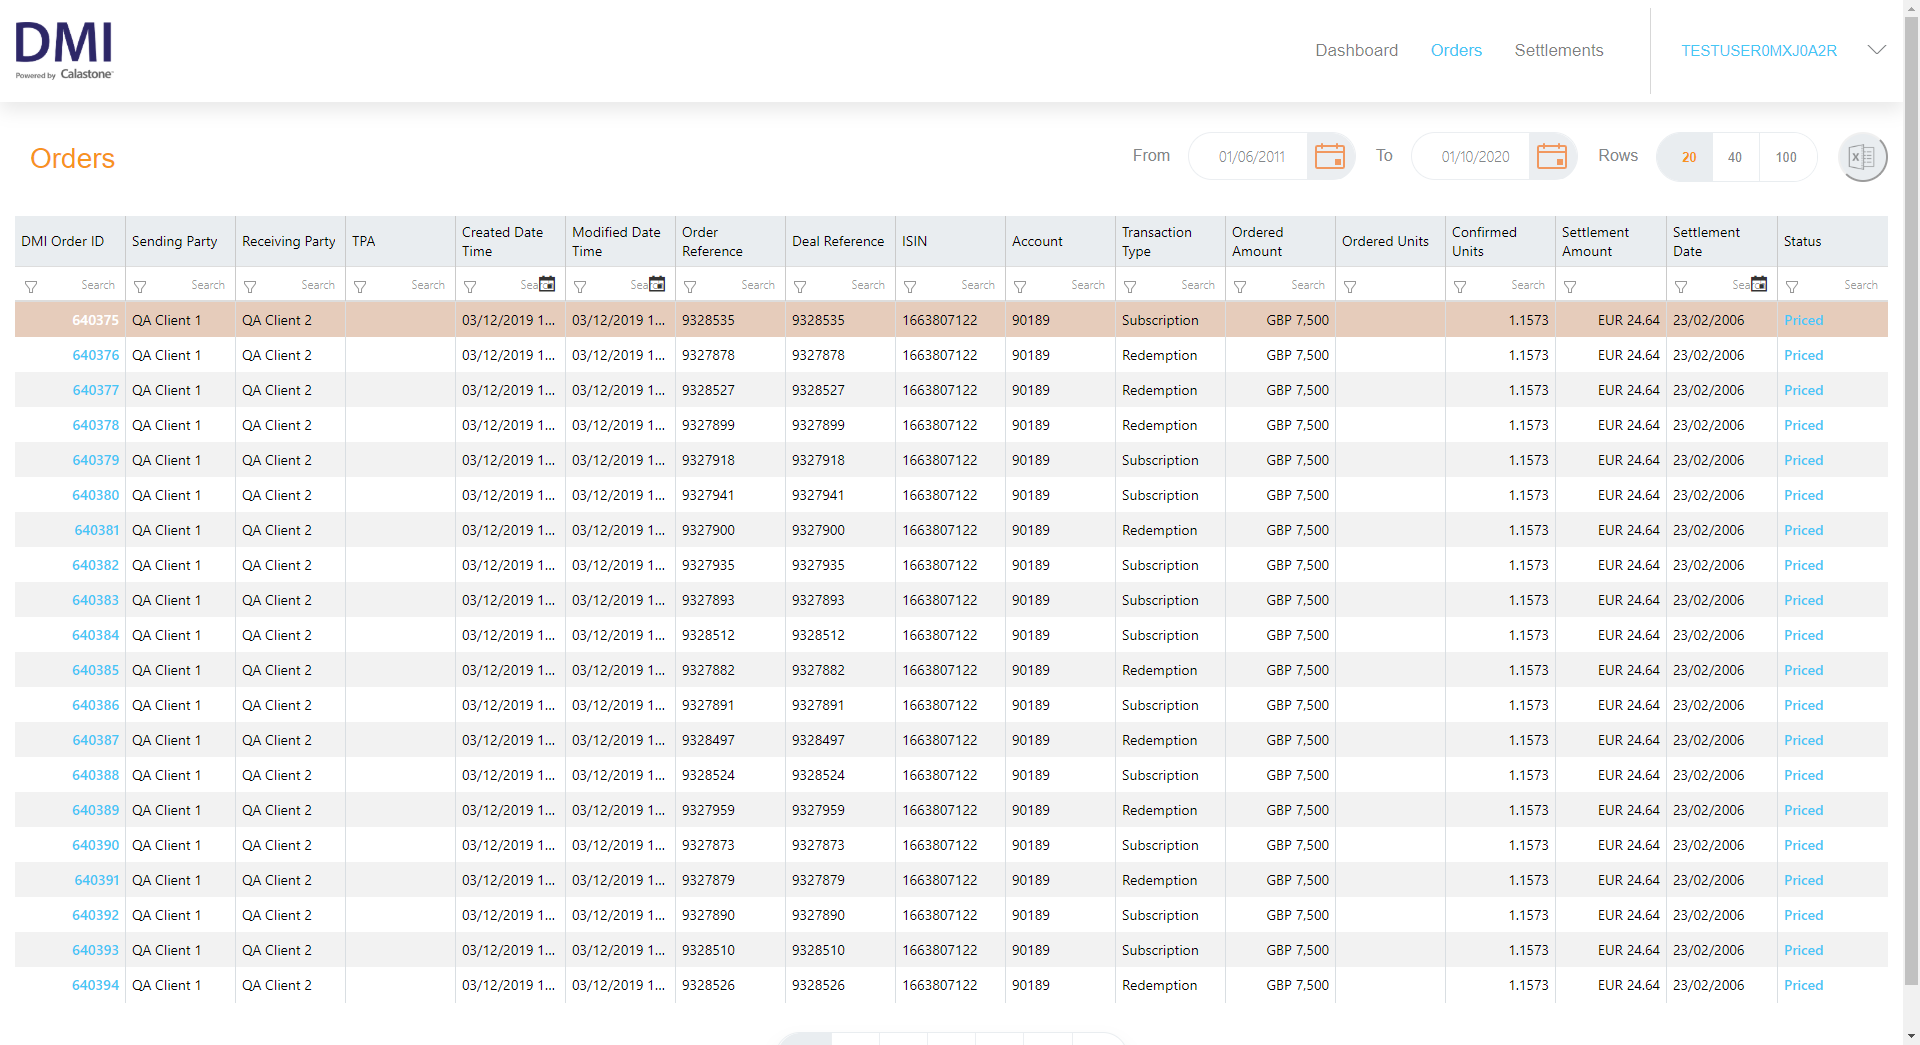 DMI
Powered by Calastone
Dashboard Orders Settlements TESTUSER0MXJ0A2R
Orders
From 01/06/2011 To 01/10/2020 Rows 20 40 100
DMI Order ID Sending Party Receiving Party TPA Created Date Time Modified Date Time Order Reference Deal Reference ISIN Account Transaction Type Ordered Amount Ordered Units Confirmed Units Settlement Amount Settlement Date Status
Search Search Search Search Search Search Search Search Search Search Search Search Search Search Search
640375 QA Client 1 QA Client 2 03/12/2019 1... 03/12/2019 1... 9328535 9328535 1663807122 90189 Subscription GBP 7,500 1.1573 EUR 24.64 23/02/2006 Priced
640376 QA Client 1 QA Client 2 03/12/2019 1... 03/12/2019 1... 9327878 9327878 1663807122 90189 Redemption GBP 7,500 1.1573 EUR 24.64 23/02/2006 Priced
640377 QA Client 1 QA Client 2 03/12/2019 1... 03/12/2019 1... 9328527 9328527 1663807122 90189 Redemption GBP 7,500 1.1573 EUR 24.64 23/02/2006 Priced
640378 QA Client 1 QA Client 2 03/12/2019 1... 03/12/2019 1... 9327899 9327899 1663807122 90189 Redemption GBP 7,500 1.1573 EUR 24.64 23/02/2006 Priced
640379 QA Client 1 QA Client 2 03/12/2019 1... 03/12/2019 1... 9327918 9327918 1663807122 90189 Subscription GBP 7,500 1.1573 EUR 24.64 23/02/2006 Priced
640380 QA Client 1 QA Client 2 03/12/2019 1... 03/12/2019 1... 9327941 9327941 1663807122 90189 Subscription GBP 7,500 1.1573 EUR 24.64 23/02/2006 Priced
640381 QA Client 1 QA Client 2 03/12/2019 1... 03/12/2019 1... 9327900 9327900 1663807122 90189 Redemption GBP 7,500 1.1573 EUR 24.64 23/02/2006 Priced
640382 QA Client 1 QA Client 2 03/12/2019 1... 03/12/2019 1... 9327935 9327935 1663807122 90189 Subscription GBP 7,500 1.1573 EUR 24.64 23/02/2006 Priced
640383 QA Client 1 QA Client 2 03/12/2019 1... 03/12/2019 1... 9327893 9327893 1663807122 90189 Subscription GBP 7,500 1.1573 EUR 24.64 23/02/2006 Priced
640384 QA Client 1 QA Client 2 03/12/2019 1... 03/12/2019 1... 9328512 9328512 1663807122 90189 Subscription GBP 7,500 1.1573 EUR 24.64 23/02/2006 Priced
640385 QA Client 1 QA Client 2 03/12/2019 1... 03/12/2019 1... 9327882 9327882 1663807122 90189 Redemption GBP 7,500 1.1573 EUR 24.64 23/02/2006 Priced
640386 QA Client 1 QA Client 2 03/12/2019 1... 03/12/2019 1... 9327891 9327891 1663807122 90189 Subscription GBP 7,500 1.1573 EUR 24.64 23/02/2006 Priced
640387 QA Client 1 QA Client 2 03/12/2019 1... 03/12/2019 1... 9328497 9328497 1663807122 90189 Redemption GBP 7,500 1.1573 EUR 24.64 23/02/2006 Priced
640388 QA Client 1 QA Client 2 03/12/2019 1... 03/12/2019 1... 9328524 9328524 1663807122 90189 Subscription GBP 7,500 1.1573 EUR 24.64 23/02/2006 Priced
640389 QA Client 1 QA Client 2 03/12/2019 1... 03/12/2019 1... 9327959 9327959 1663807122 90189 Redemption GBP 7,500 1.1573 EUR 24.64 23/02/2006 Priced
640390 QA Client 1 QA Client 2 03/12/2019 1... 03/12/2019 1... 9327873 9327873 1663807122 90189 Subscription GBP 7,500 1.1573 EUR 24.64 23/02/2006 Priced
640391 QA Client 1 QA Client 2 03/12/2019 1... 03/12/2019 1... 9327879 9327879 1663807122 90189 Redemption GBP 7,500 1.1573 EUR 24.64 23/02/2006 Priced
640392 QA Client 1 QA Client 2 03/12/2019 1... 03/12/2019 1... 9327890 9327890 1663807122 90189 Subscription GBP 7,500 1.1573 EUR 24.64 23/02/2006 Priced
640393 QA Client 1 QA Client 2 03/12/2019 1... 03/12/2019 1... 9328510 9328510 1663807122 90189 Subscription GBP 7,500 1.1573 EUR 24.64 23/02/2006 Priced
640394 QA Client 1 QA Client 2 03/12/2019 1... 03/12/2019 1... 9328526 9328526 1663807122 90189 Redemption GBP 7,500 1.1573 EUR 24.64 23/02/2006 Priced